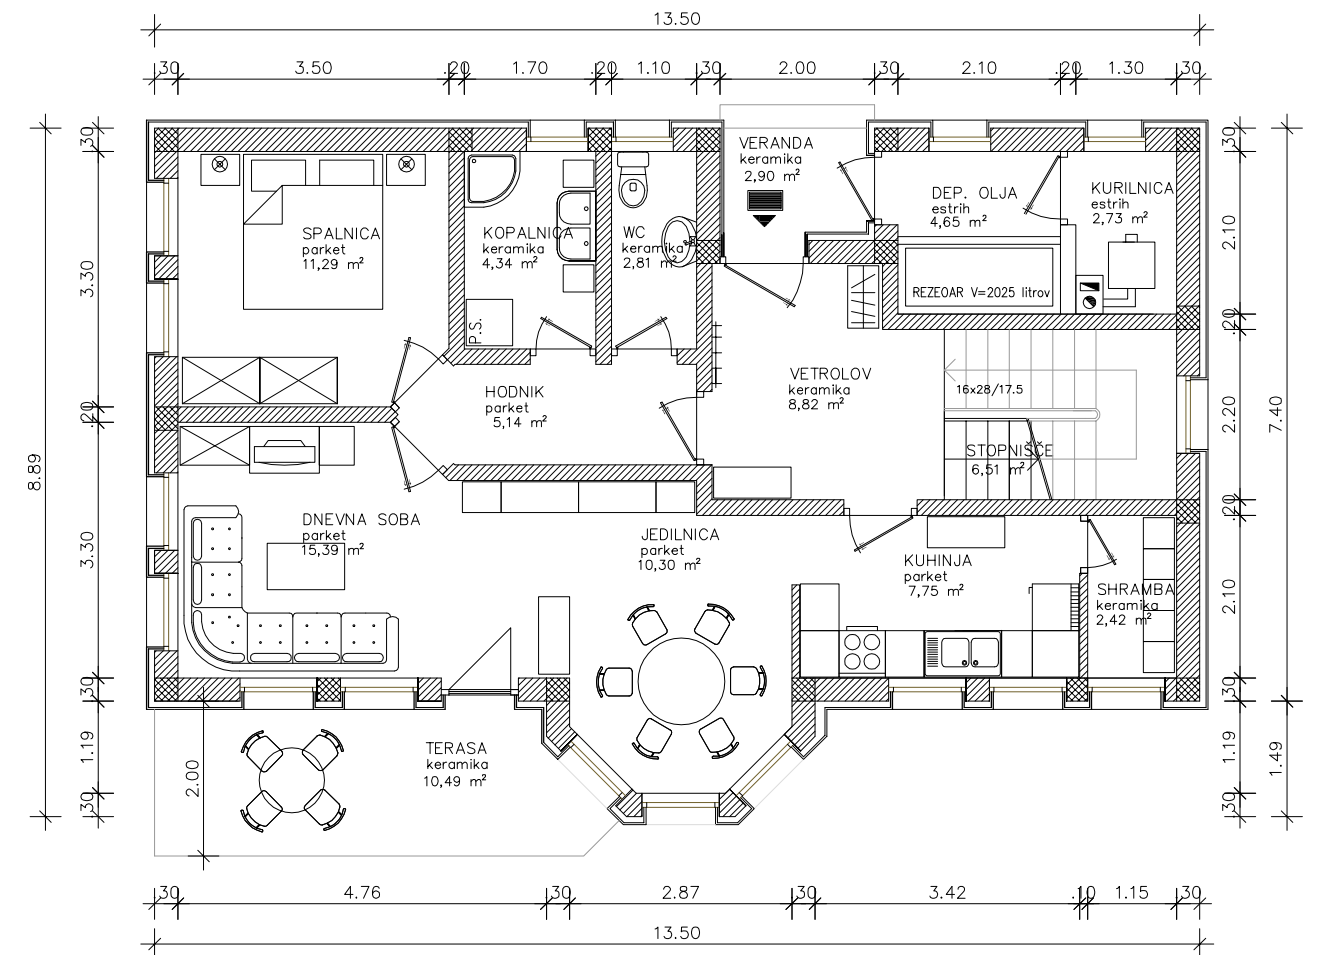 13.50
.30 3.50 .20 1.70 .20 1.10 .30 2.00 .30 2.10 .20 1.30 .30
VERANDA
keramika
2,90 m²
DEP. OLJA
estrih
4,65 m²
KURILNICA
estrih
2,73 m²
SPALNICA
parket
11,29 m²
KOPALNICA
keramika
4,34 m²
WC
keramika
2,81 m²
REZEOAR V=2025 litrov
P.S.
HODNIK
parket
5,14 m²
VETROLOV
keramika
8,82 m²
16x28/17.5
STOPNIŠČE
6,51 m²
DNEVNA SOBA
parket
15,39 m²
JEDILNICA
parket
10,30 m²
KUHINJA
parket
7,75 m²
SHRAMBA
keramika
2,42 m²
TERASA
keramika
10,49 m²
2.00
8.89
.30
3.30
.20
3.30
.30
1.19
.30
.30
2.10
.20
2.20
.20
2.10
.30
1.19
.30
7.40
1.49
.30 4.76 .30 2.87 .30 3.42 .10 1.15 .30
13.50